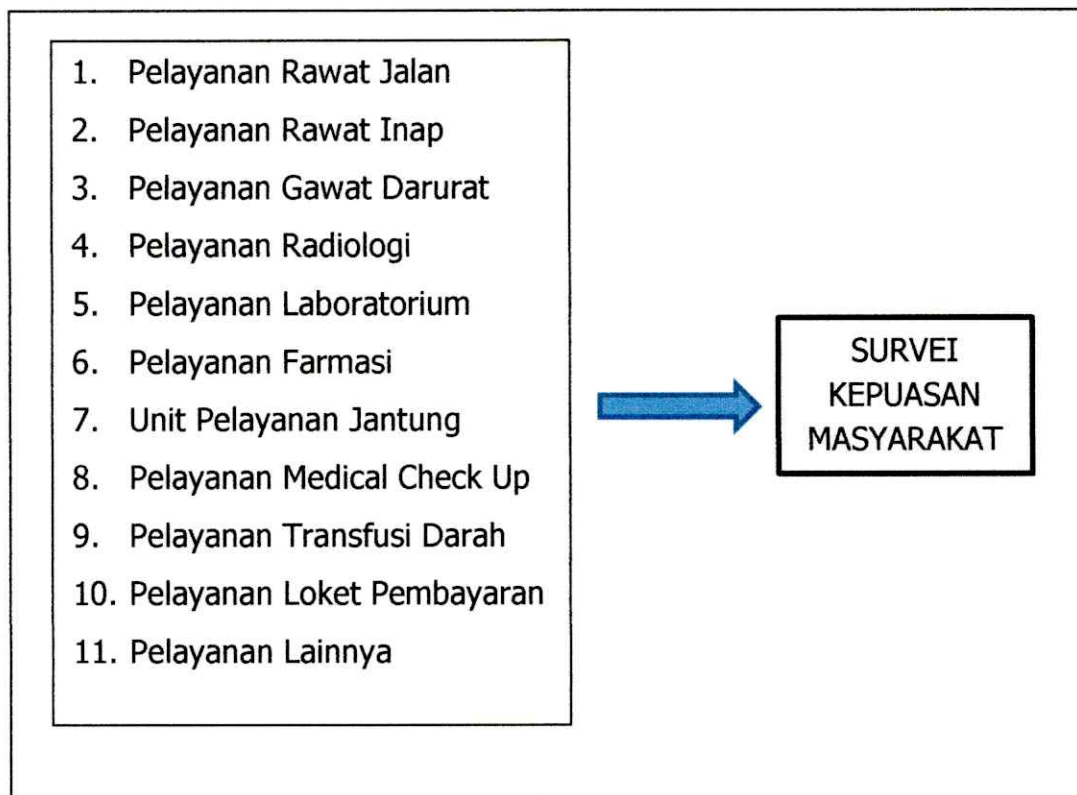 1. Pelayanan Rawat Jalan
2. Pelayanan Rawat Inap
3. Pelayanan Gawat Darurat
4. Pelayanan Radiologi
5. Pelayanan Laboratorium
6. Pelayanan Farmasi
7. Unit Pelayanan Jantung
8. Pelayanan Medical Check Up
9. Pelayanan Transfusi Darah
10. Pelayanan Loket Pembayaran
11. Pelayanan Lainnya
SURVEI
KEPUASAN
MASYARAKAT